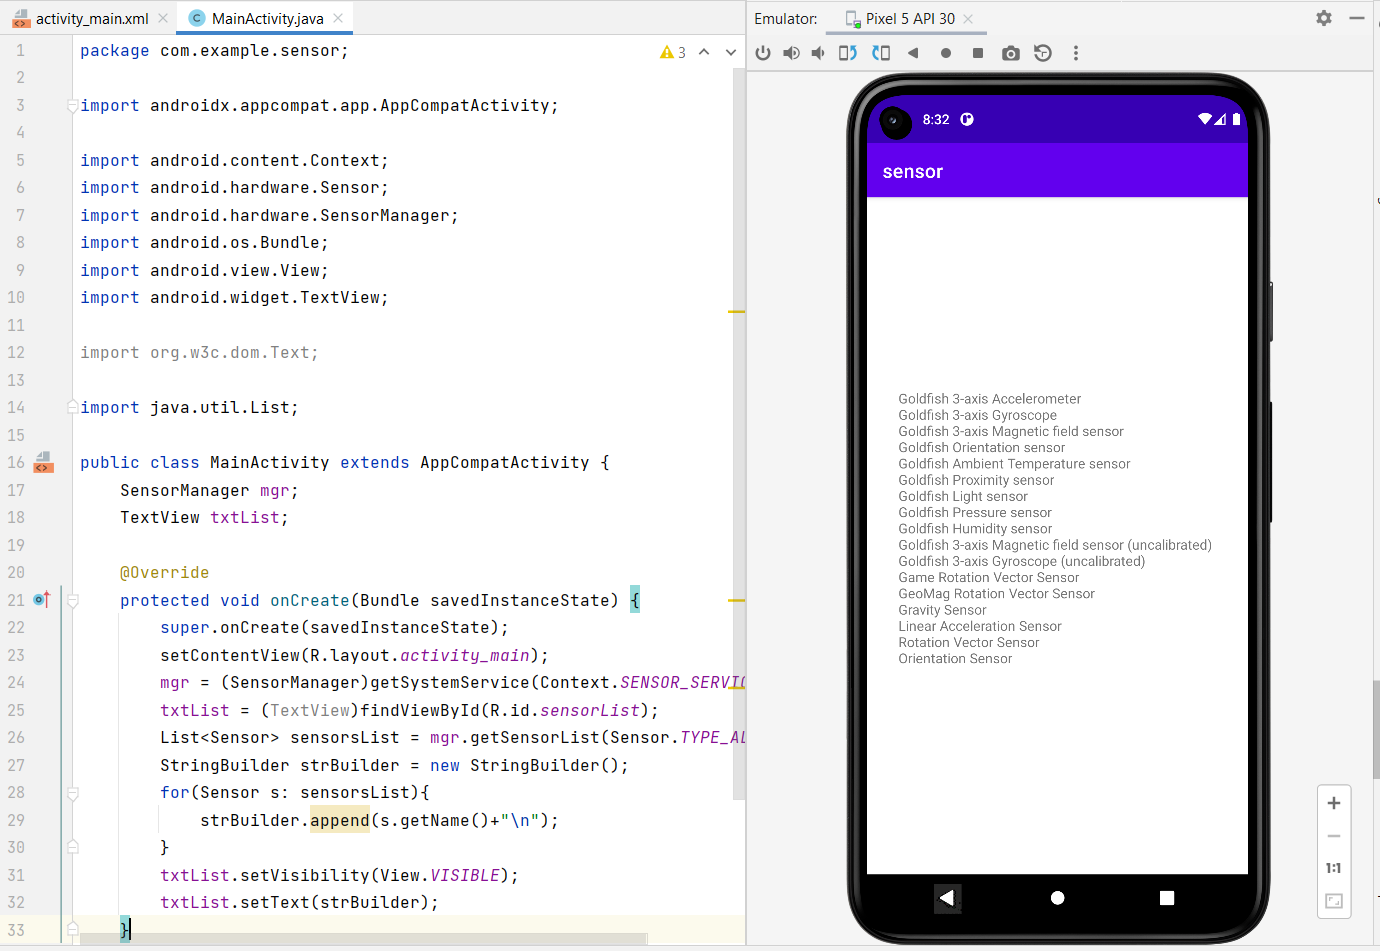 activity_main.xml
MainActivity.java
Emulator:
Pixel 5 API 30
3
1 package com.example.sensor;
2
3 import androidx.appcompat.app.AppCompatActivity;
4
5 import android.content.Context;
6 import android.hardware.Sensor;
7 import android.hardware.SensorManager;
8 import android.os.Bundle;
9 import android.view.View;
10 import android.widget.TextView;
11
12 import org.w3c.dom.Text;
13
14 import java.util.List;
15
16 public class MainActivity extends AppCompatActivity {
17 SensorManager mgr;
18 TextView txtList;
19
20 @Override
21 protected void onCreate(Bundle savedInstanceState) {
22 super.onCreate(savedInstanceState);
23 setContentView(R.layout.activity_main);
24 mgr = (SensorManager)getSystemService(Context.SENSOR_SERVIC
25 txtList = (TextView)findViewById(R.id.sensorList);
26 List<Sensor> sensorsList = mgr.getSensorList(Sensor.TYPE_AL
27 StringBuilder strBuilder = new StringBuilder();
28 for(Sensor s: sensorsList){
29 strBuilder.append(s.getName()+"\n");
30 }
31 txtList.setVisibility(View.VISIBLE);
32 txtList.setText(strBuilder);
33 }
8:32
sensor
Goldfish 3-axis Accelerometer
Goldfish 3-axis Gyroscope
Goldfish 3-axis Magnetic field sensor
Goldfish Orientation sensor
Goldfish Ambient Temperature sensor
Goldfish Proximity sensor
Goldfish Light sensor
Goldfish Pressure sensor
Goldfish Humidity sensor
Goldfish 3-axis Magnetic field sensor (uncalibrated)
Goldfish 3-axis Gyroscope (uncalibrated)
Game Rotation Vector Sensor
GeoMag Rotation Vector Sensor
Gravity Sensor
Linear Acceleration Sensor
Rotation Vector Sensor
Orientation Sensor
1:1